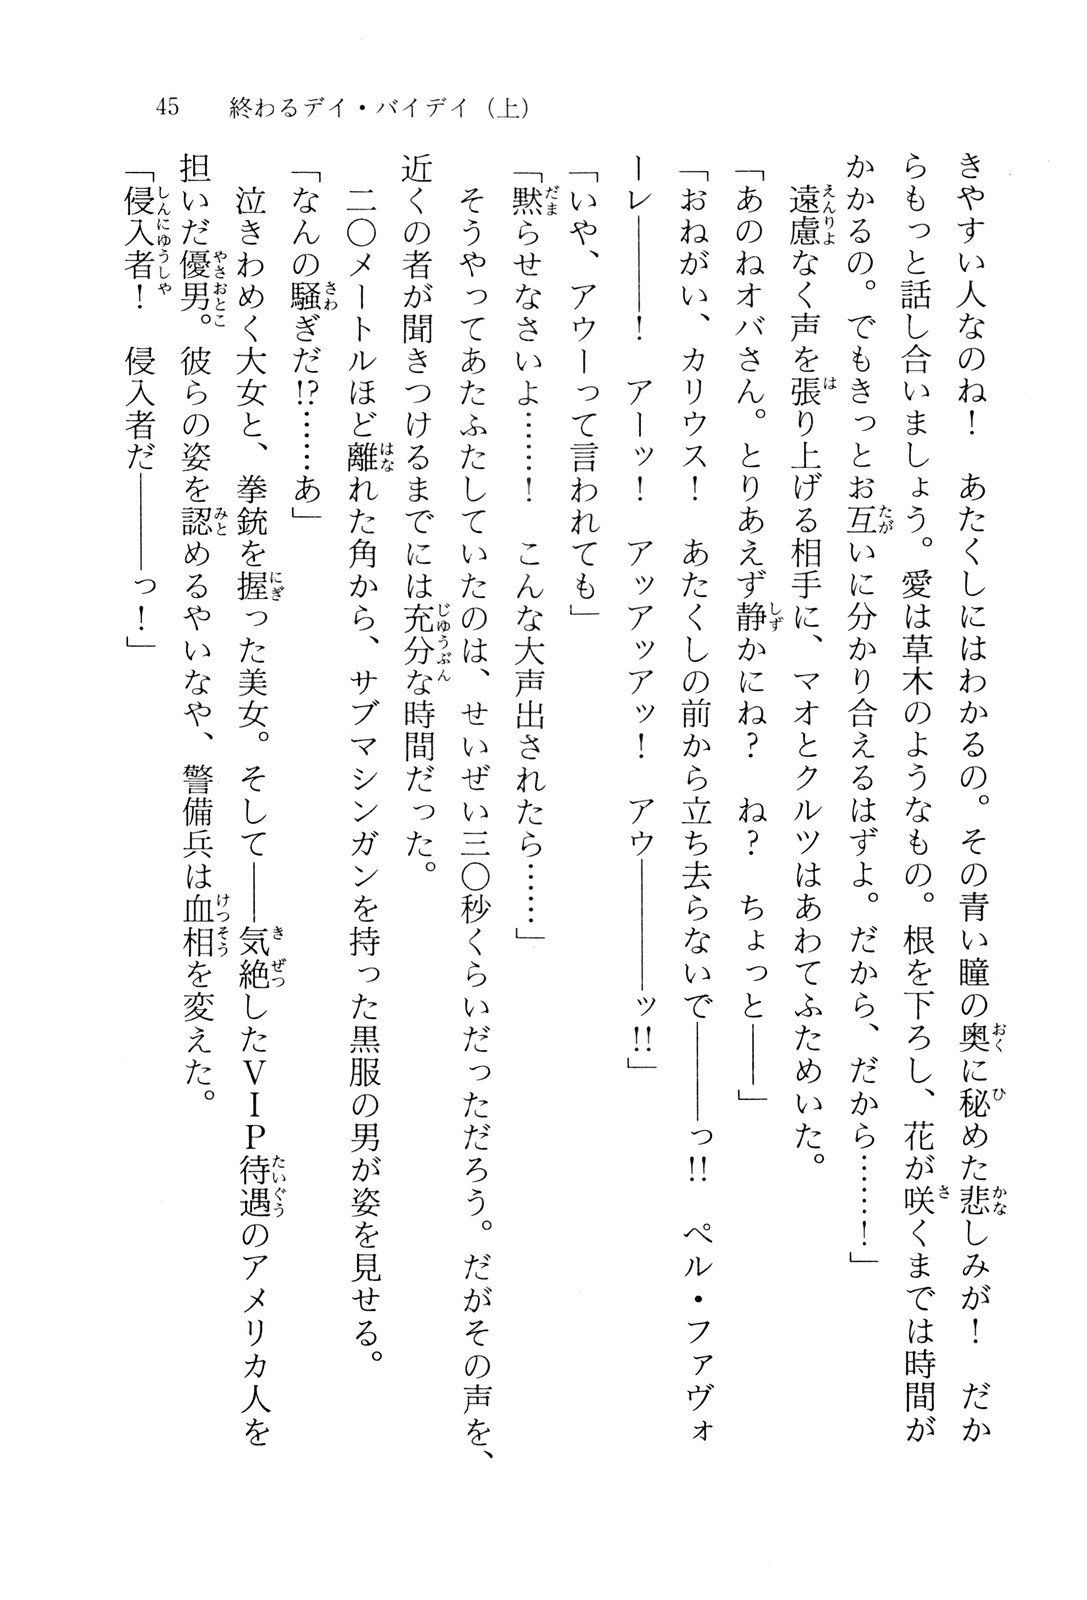 45　終わるデイ・バイデイ（上）
きやすい人なのね！　あたくしにはわかるの。その青い瞳の奥に秘めた悲しみが！　だか
らもっと話し合いましょう。愛は草木のようなもの。根を下ろし、花が咲くまでは時間が
かかるの。でもきっとお互いに分かり合えるはずよ。だから、だから……！」
　遠慮なく声を張り上げる相手に、マオとクルツはあわてふためいた。
「あのねオバさん。とりあえず静かにね？　ね？　ちょっと――」
「おねがい、カリウス！　あたくしの前から立ち去らないで――――っ!!　ペル・ファヴォ
ーレ――――！　アーッ！　アッアッアッ！　アウ――――――ッ!!」
「いや、アウーって言われても」
「黙らせなさいよ……！　こんな大声出されたら……」
　そうやってあたふたしていたのは、せいぜい三〇秒くらいだっただろう。だがその声を、
近くの者が聞きつけるまでには充分な時間だった。
　二〇メートルほど離れた角から、サブマシンガンを持った黒服の男が姿を見せる。
「なんの騒ぎだ!?……あ」
　泣きわめく大女と、拳銃を握った美女。そして――気絶したＶＩＰ待遇のアメリカ人を
担いだ優男。彼らの姿を認めるやいなや、警備兵は血相を変えた。
「侵入者！　侵入者だ――――っ！」